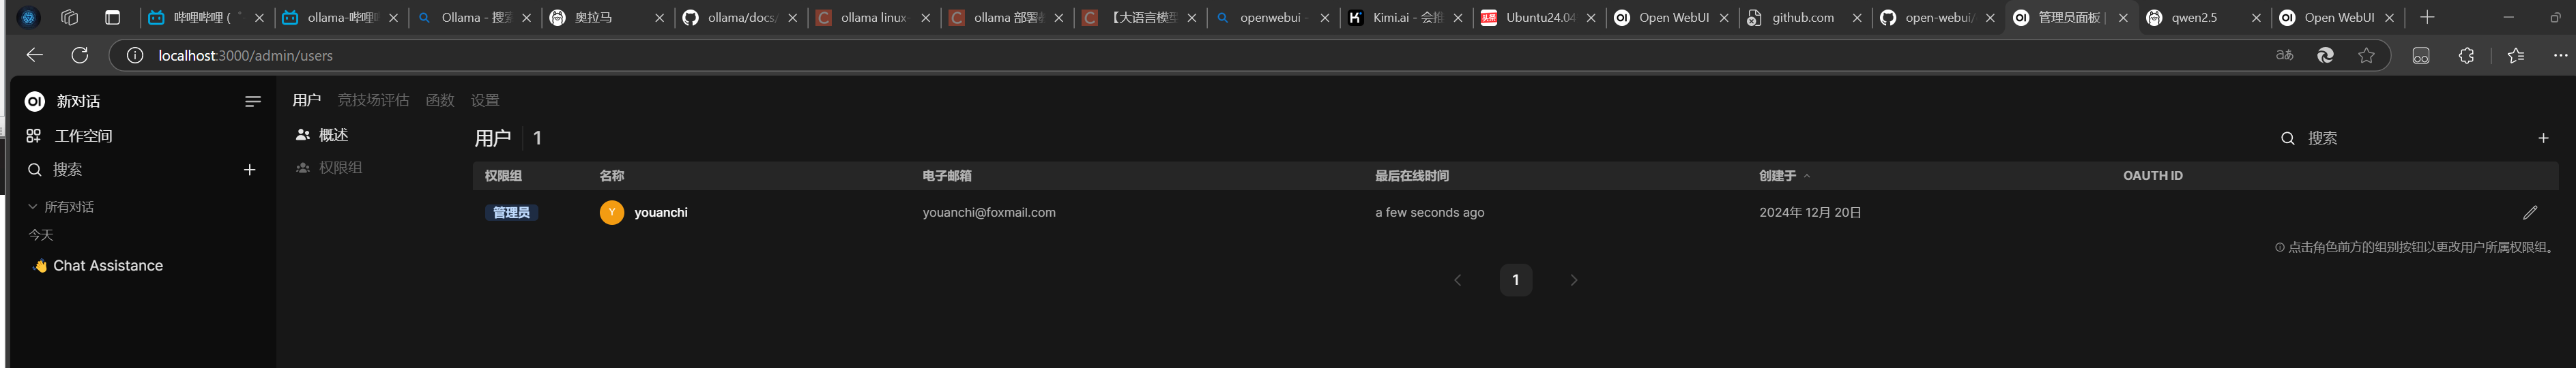 哔哩哔哩 (゜-
ollama-哔哩哔
Ollama - 搜索
奥拉马
ollama/docs/
ollama linux-
ollama 部署
【大语言模型
openwebui -
Kimi.ai - 会推
Ubuntu24.04
Open WebUI
github.com
open-webui/
管理员面板 |
qwen2.5
Open WebUI
localhost:3000/admin/users
新对话
工作空间
搜索
所有对话
今天
👋 Chat Assistance
用户 竞技场评估 函数 设置
概述
权限组
用户 1
搜索
权限组 名称 电子邮箱 最后在线时间 创建于 OAUTH ID
管理员 Y youanchi youanchi@foxmail.com a few seconds ago 2024年 12月 20日
点击角色前方的组别按钮以更改用户所属权限组。
1